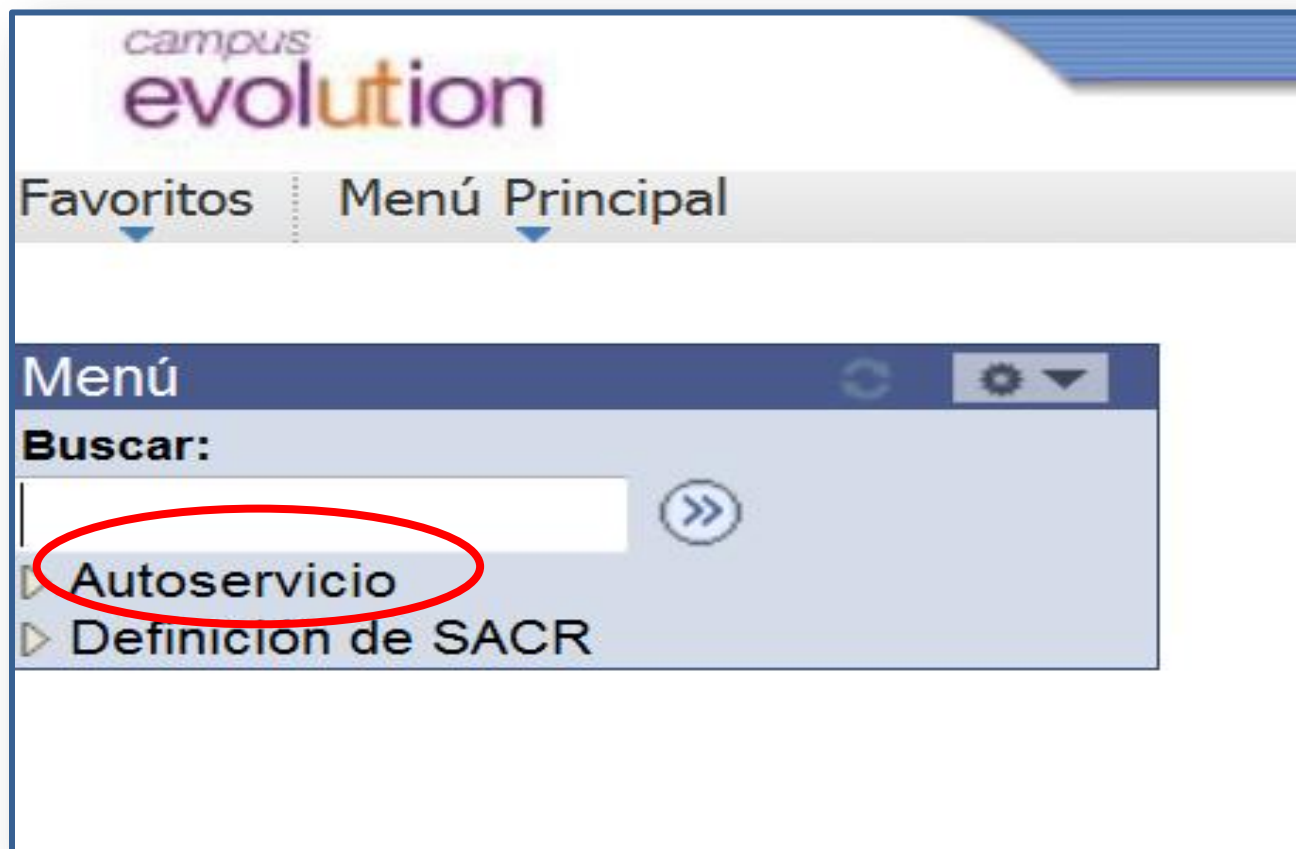 campus
evolution
Favoritos Menú Principal
Menú
Buscar:
Autoservicio
Definición de SACR